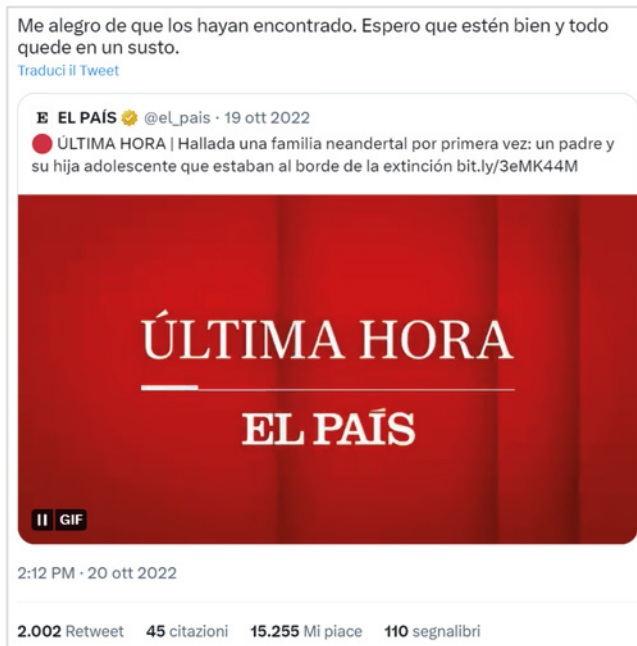 Me alegro de que los hayan encontrado. Espero que estén bien y todo
quede en un susto.
Traduci il Tweet
E EL PAÍS @el_pais · 19 ott 2022
ÚLTIMA HORA | Hallada una familia neandertal por primera vez: un padre y
su hija adolescente que estaban al borde de la extinción bit.ly/3eMK44M
ÚLTIMA HORA
EL PAÍS
GIF
2:12 PM · 20 ott 2022
2.002 Retweet 45 citazioni 15.255 Mi piace 110 segnalibri